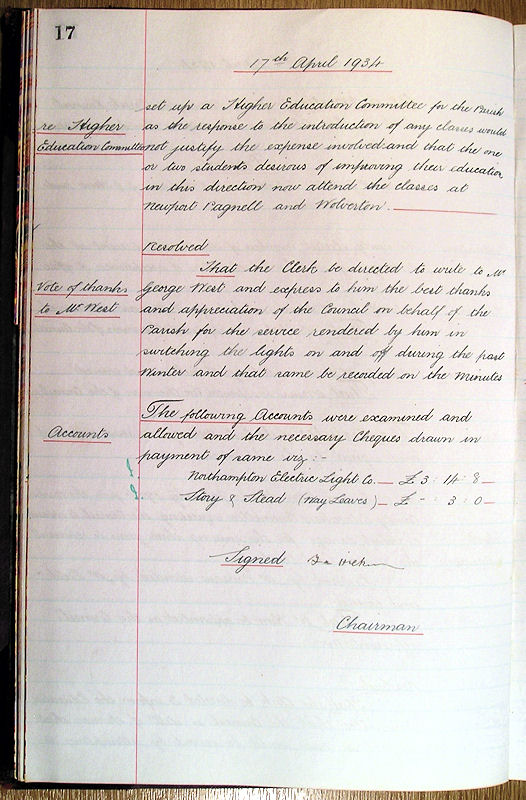 17
17th April 1934
set up a Higher Education Committee for the Parish
re Higher
as the response to the introduction of any classes would
Education Committee
not justify the expense involved and that the one
or two students desirous of improving their education
in this direction now attend the classes at
Newport Pagnell and Wolverton.
Resolved
That the Clerk be directed to write to Mr
Vote of thanks
George West and express to him the best thanks
to Mr West
and appreciation of the Council on behalf of the
Parish for the service rendered by him in
switching the lights on and off during the past
Winter and that same be recorded on the Minutes
The following Accounts were examined and
Accounts
allowed and the necessary Cheques drawn in
payment of same viz :-
Northampton Electric Light Co. £3 : 14 : 8
Story & Stead (Way Leaves) £ - : 3 : 0
Signed
Chairman